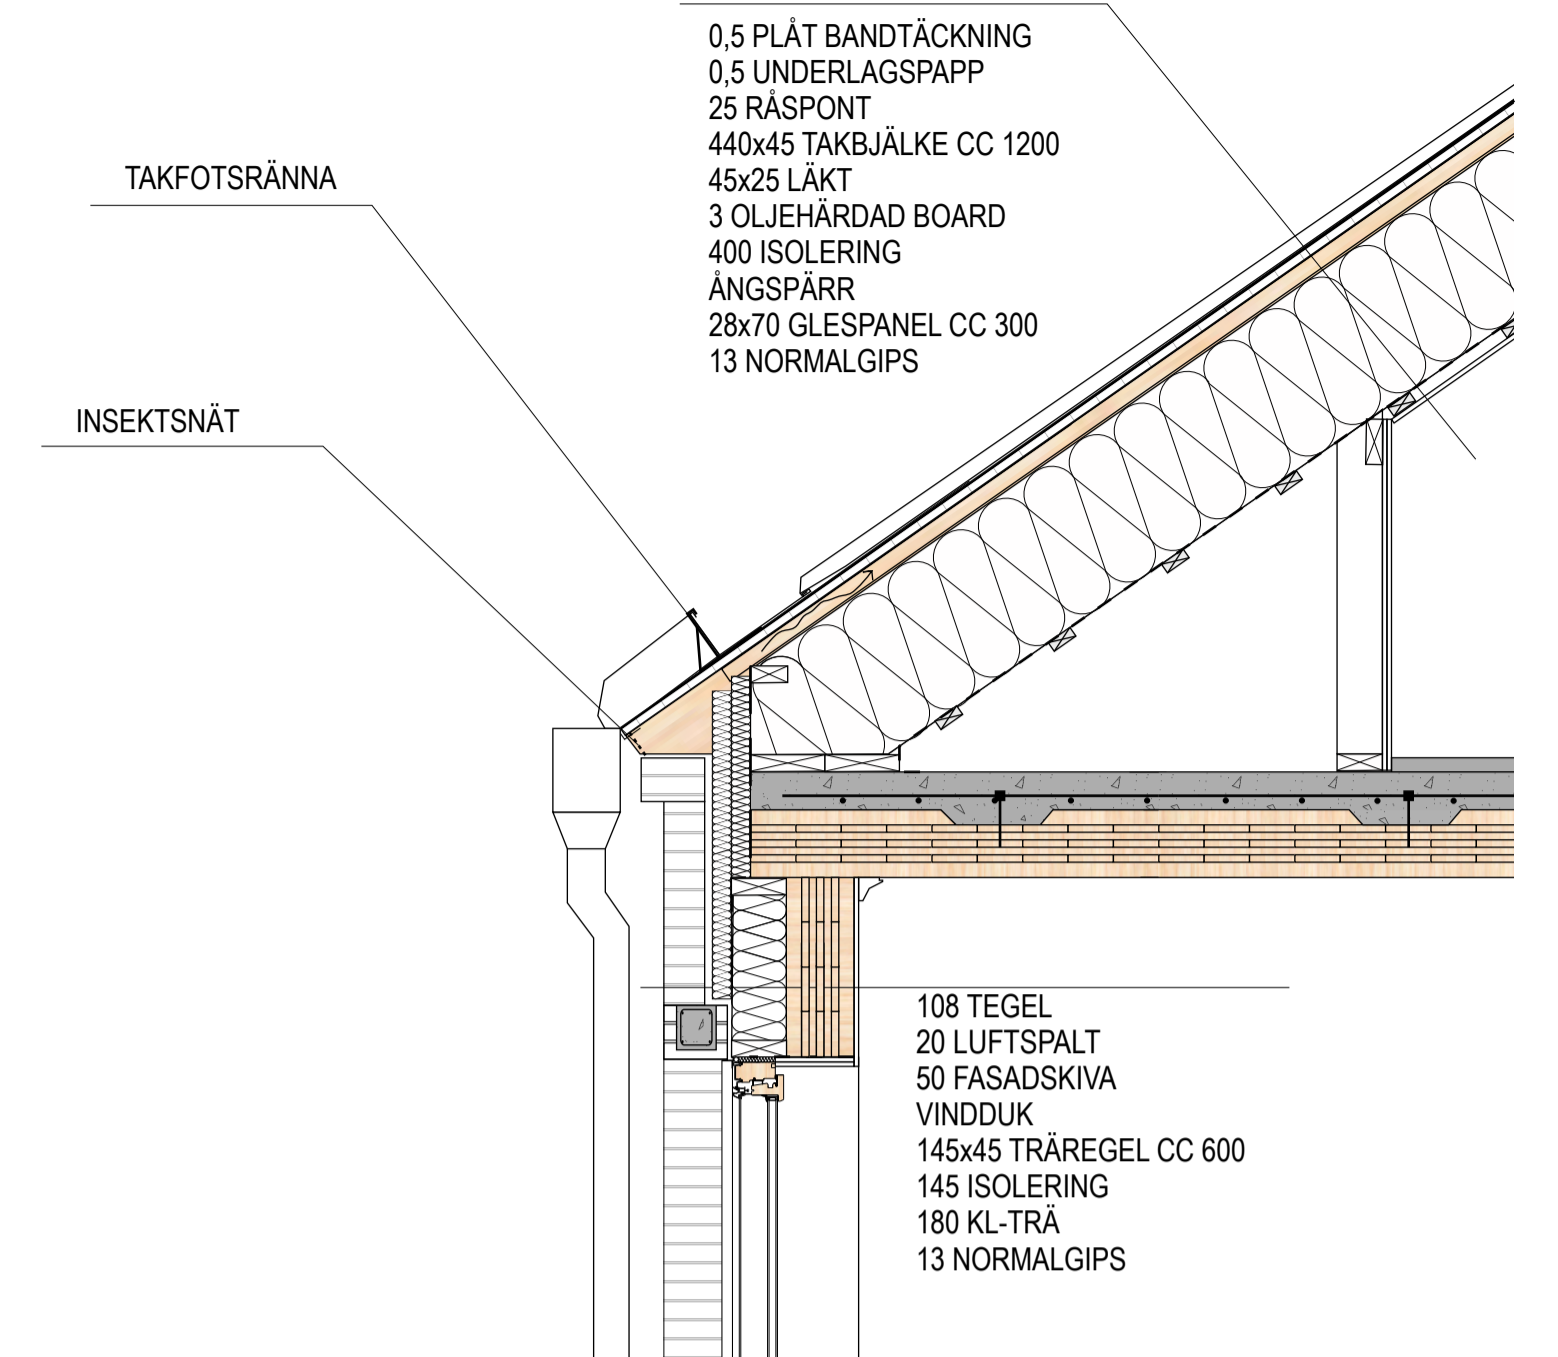 0,5 PLÅT BANDTÄCKNING
0,5 UNDERLAGSPAPP
25 RÅSPONT
440x45 TAKBJÄLKE CC 1200
45x25 LÄKT
3 OLJEHÄRDAD BOARD
400 ISOLERING
ÅNGSPÄRR
28x70 GLESPANEL CC 300
13 NORMALGIPS
TAKFOTSRÄNNA
INSEKTSNÄT
108 TEGEL
20 LUFTSPALT
50 FASADSKIVA
VINDDUK
145x45 TRÄREGEL CC 600
145 ISOLERING
180 KL-TRÄ
13 NORMALGIPS